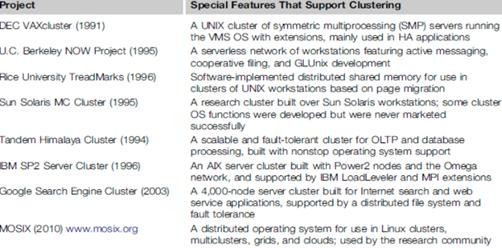 Project Special Features That Support Clustering
DEC VAXcluster (1991) A UNIX cluster of symmetric multiprocessing (SMP) servers running
the VMS OS with extensions, mainly used in HA applications
U.C. Berkeley NOW Project (1995) A serverless network of workstations featuring active messaging,
cooperative filing, and GLUnix development
Rice University TreadMarks (1996) Software-implemented distributed shared memory for use in
clusters of UNIX workstations based on page migration
Sun Solaris MC Cluster (1995) A research cluster built over Sun Solaris workstations; some cluster
OS functions were developed but were never marketed
successfully
Tandem Himalaya Cluster (1994) A scalable and fault-tolerant cluster for OLTP and database
processing, built with nonstop operating system support
IBM SP2 Server Cluster (1996) An AIX server cluster built with Power2 nodes and the Omega
network, and supported by IBM LoadLeveler and MPI extensions
Google Search Engine Cluster (2003) A 4,000-node server cluster built for Internet search and web
service applications, supported by a distributed file system and
fault tolerance
MOSIX (2010) www.mosix.org A distributed operating system for use in Linux clusters,
multiclusters, grids, and clouds; used by the research community